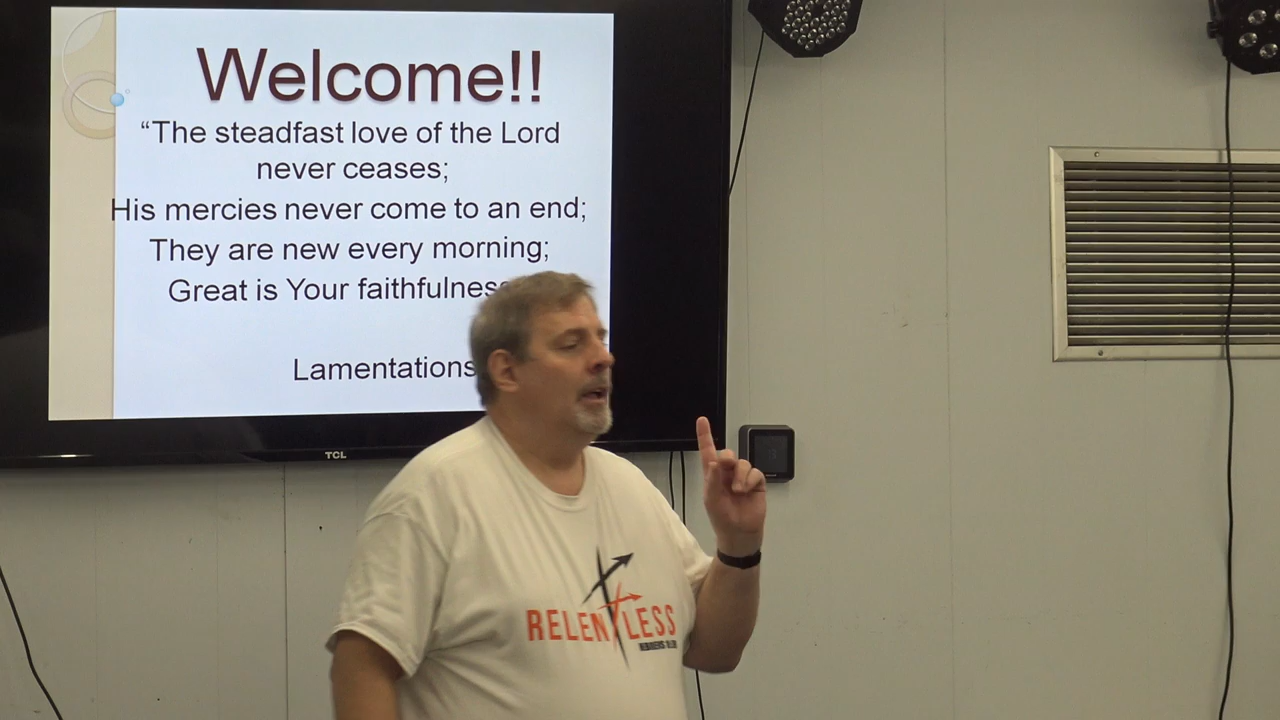 Welcome!!
“The steadfast love of the Lord
never ceases;
His mercies never come to an end;
They are new every morning;
Great is Your faithfulness
Lamentations
TCL
RELENTLESS